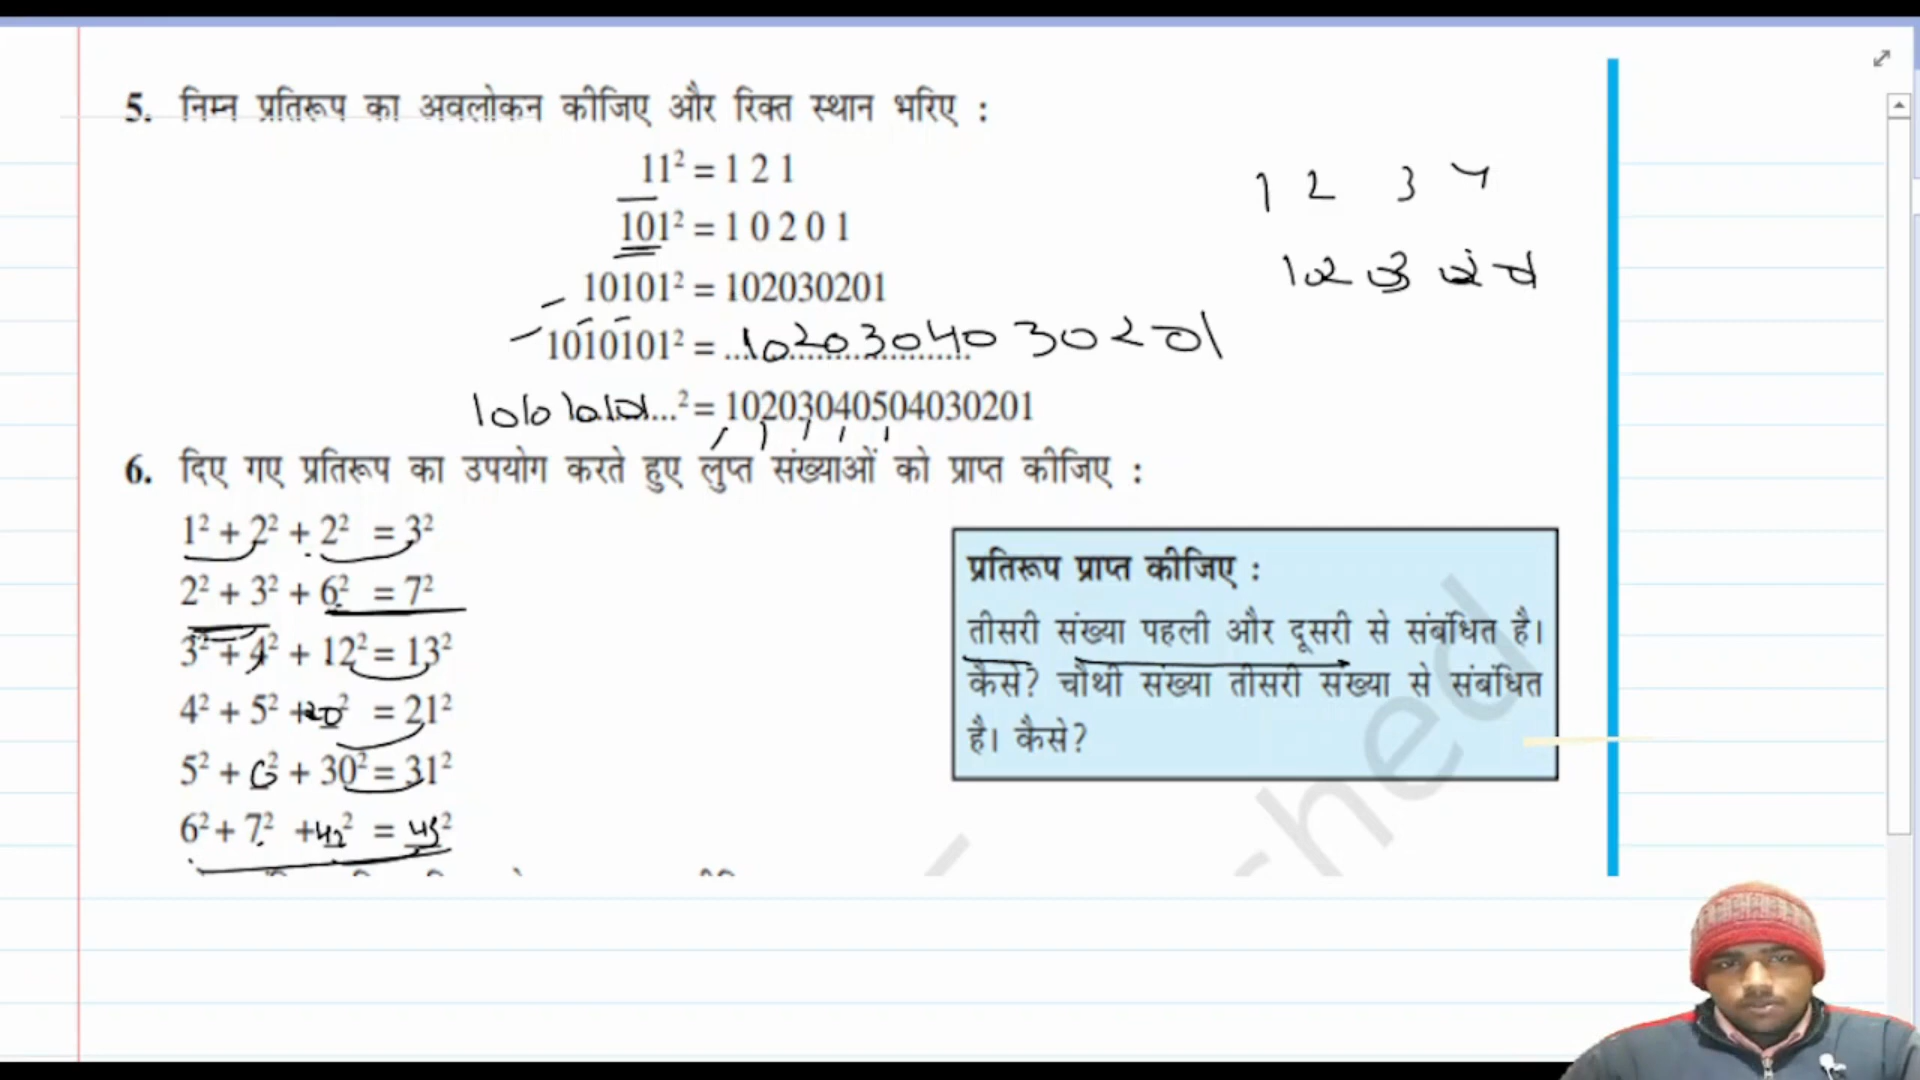 5. निम्न प्रतिरूप का अवलोकन कीजिए और रिक्त स्थान भरिए :
11² = 1 2 1
101² = 1 0 2 0 1
10101² = 102030201
1010101² = 1020304030201
101010101² = 10203040504030201
1 2 3 4
6. दिए गए प्रतिरूप का उपयोग करते हुए लुप्त संख्याओं को प्राप्त कीजिए :
1² + 2² + 2² = 3²
2² + 3² + 6² = 7²
3² + 4² + 12² = 13²
4² + 5² + 20² = 21²
5² + 6² + 30² = 31²
6² + 7² + 42² = 43²
प्रतिरूप प्राप्त कीजिए :
तीसरी संख्या पहली और दूसरी से संबंधित है।
कैसे? चौथी संख्या तीसरी संख्या से संबंधित
है। कैसे?